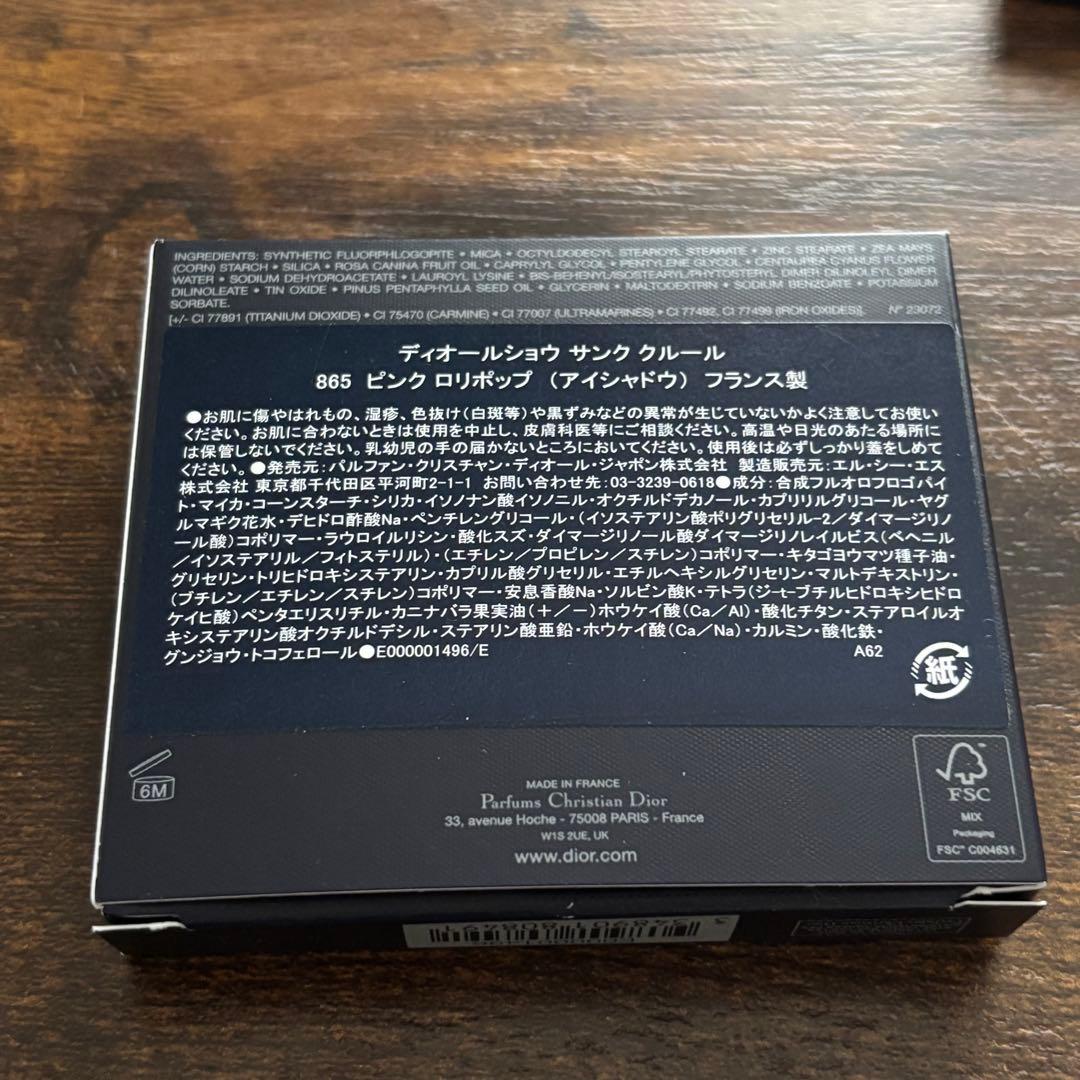 INGREDIENTS: SYNTHETIC FLUORPHLOGOPITE • MICA • OCTYLDODECYL STEAROYL STEARATE • ZINC STEARATE • ZEA MAYS
(CORN) STARCH • SILICA • ROSA CANINA FRUIT OIL • CAPRYLYL GLYCOL • PENTYLENE GLYCOL • CENTAUREA CYANUS FLOWER
WATER • SODIUM DEHYDROACETATE • LAUROYL LYSINE • BIS-BEHENYL/ISOSTEARYL/PHYTOSTERYL DIMER DILINOLEYL DIMER
DILINOLEATE • TIN OXIDE • PINUS PENTAPHYLLA SEED OIL • GLYCERIN • MALTODEXTRIN • SODIUM BENZOATE • POTASSIUM
SORBATE.
[+/- CI 77891 (TITANIUM DIOXIDE) • CI 75470 (CARMINE) • CI 77007 (ULTRAMARINES) • CI 77492, CI 77499 (IRON OXIDES)]. N° 23072
ディオールショウ サンク クルール
865 ピンク ロリポップ (アイシャドウ) フランス製
●お肌に傷やはれもの、湿疹、色抜け(白斑等)や黒ずみなどの異常が生じていないかよく注意してお使い
ください。お肌に合わないときは使用を中止し、皮膚科医等にご相談ください。高温や日光のあたる場所に
は保管しないでください。乳幼児の手の届かないところにおいてください。使用後は必ずしっかり蓋をしめて
ください。●発売元:パルファン・クリスチャン・ディオール・ジャポン株式会社 製造販売元:エル・シー・エス
株式会社 東京都千代田区平河町2-1-1 お問い合わせ先:03-3239-0618●成分:合成フルオロフロゴパイ
ト・マイカ・コーンスターチ・シリカ・イソノナン酸イソノニル・オクチルドデカノール・カプリリルグリコール・ヤグ
ルマギク花水・デヒドロ酢酸Na・ペンチレングリコール・(イソステアリン酸ポリグリセリル-2/ダイマージリノ
ール酸)コポリマー・ラウロイルリシン・酸化スズ・ダイマージリノール酸ダイマージリノレイルビス(ベヘニル
/イソステアリル/フィトステリル)・(エチレン/プロピレン/スチレン)コポリマー・キタゴヨウマツ種子油・
グリセリン・トリヒドロキシステアリン・カプリル酸グリセリル・エチルヘキシルグリセリン・マルトデキストリン・
(ブチレン/エチレン/スチレン)コポリマー・安息香酸Na・ソルビン酸K・テトラ(ジ-t-ブチルヒドロキシヒドロ
ケイヒ酸)ペンタエリスリチル・カニナバラ果実油(+/-)ホウケイ酸(Ca/Al)・酸化チタン・ステアロイルオ
キシステアリン酸オクチルドデシル・ステアリン酸亜鉛・ホウケイ酸(Ca/Na)・カルミン・酸化鉄・
グンジョウ・トコフェロール●E000001496/E A62
紙
6M
MADE IN FRANCE
Parfums Christian Dior
33, avenue Hoche - 75008 PARIS - France
W1S 2UE, UK
www.dior.com
FSC
MIX
Packaging
FSC™ C004631